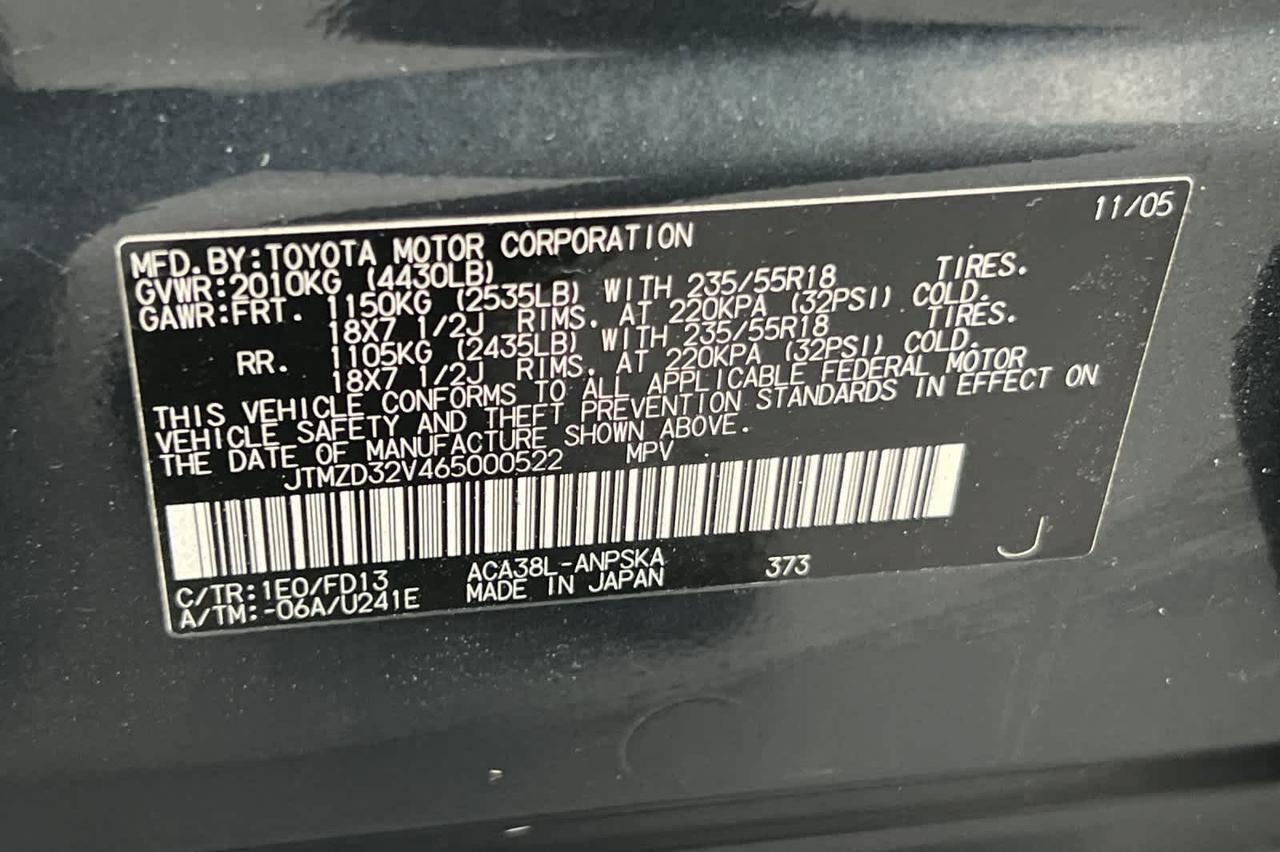 11/05
MFD. BY: TOYOTA MOTOR CORPORATION
GVWR: 2010KG (4430LB)
GAWR: FRT. 1150KG (2535LB) WITH 235/55R18 TIRES.
18X7 1/2J RIMS. AT 220KPA (32PSI) COLD.
RR. 1105KG (2435LB) WITH 235/55R18 TIRES.
18X7 1/2J RIMS. AT 220KPA (32PSI) COLD.
THIS VEHICLE CONFORMS TO ALL APPLICABLE FEDERAL MOTOR
VEHICLE SAFETY AND THEFT PREVENTION STANDARDS IN EFFECT ON
THE DATE OF MANUFACTURE SHOWN ABOVE.
JTMZD32V465000522 MPV
C/TR: 1E0/FD13 ACA38L-ANPSKA 373 J
A/TM: -06A/U241E MADE IN JAPAN